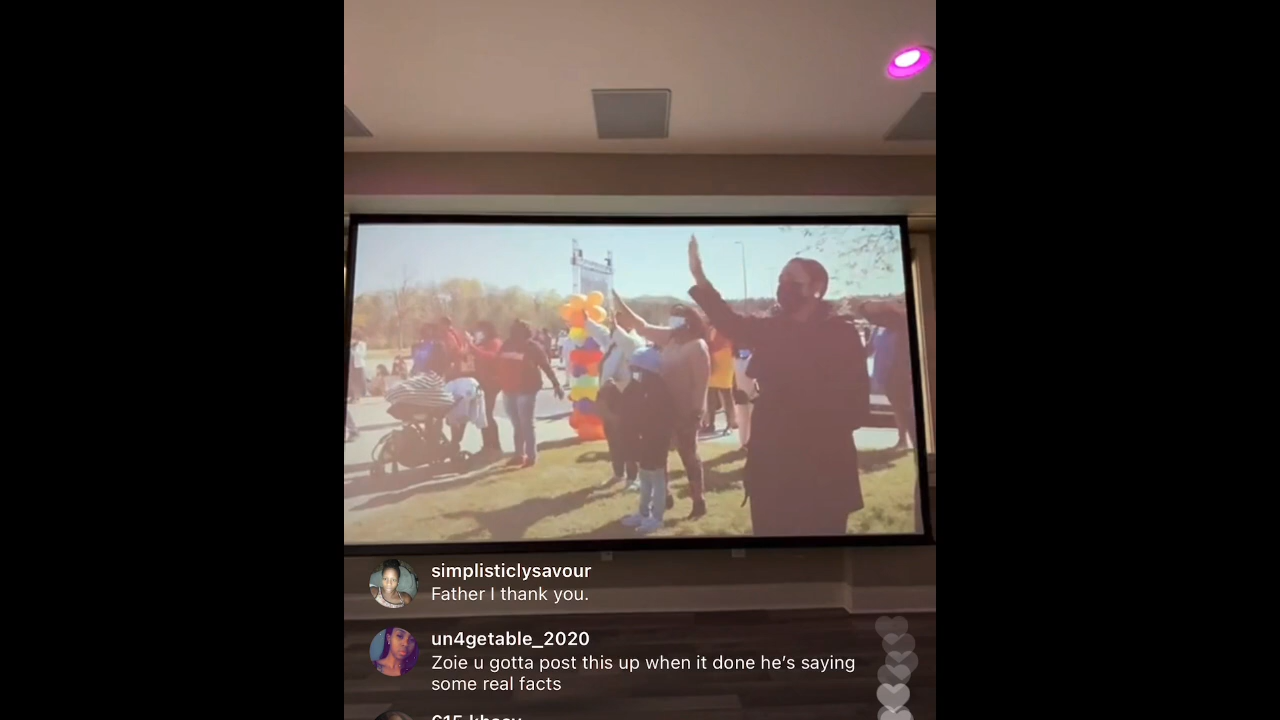 simplisticlysavour
Father I thank you.
un4getable_2020
Zoie u gotta post this up when it done he's saying
some real facts